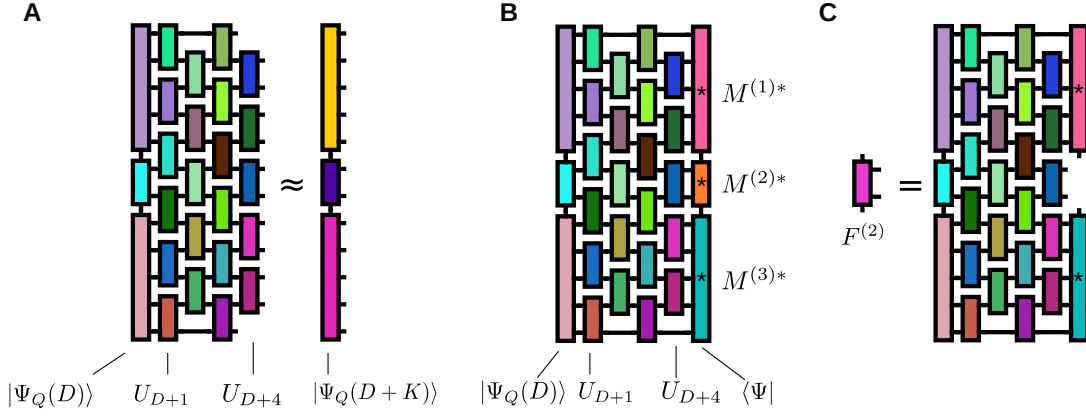 A B C
* M^{(1)*}
≈ * M^{(2)*} =
F^{(2)}
* M^{(3)*} *
|Ψ_Q(D)⟩ U_{D+1} U_{D+4} |Ψ_Q(D + K)⟩ |Ψ_Q(D)⟩ U_{D+1} U_{D+4} ⟨Ψ|